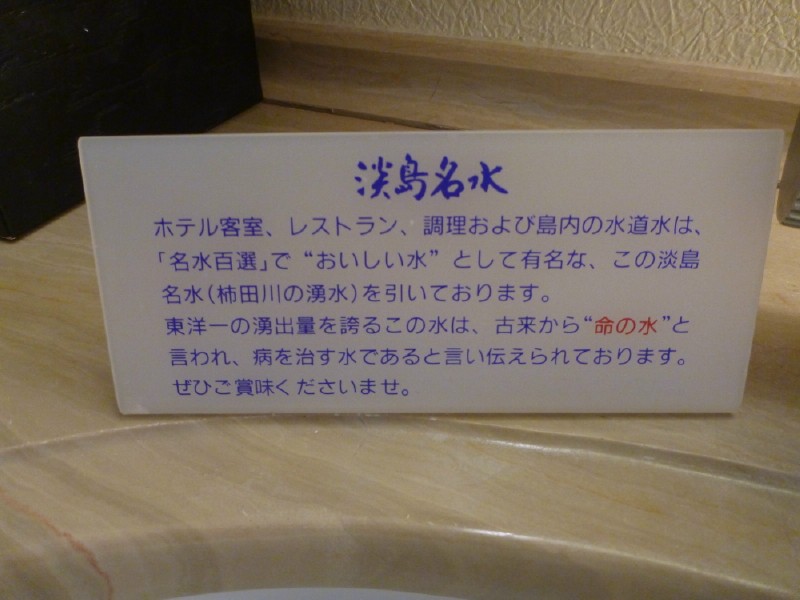 淡島名水
ホテル客室、レストラン、調理および島内の水道水は、
「名水百選」で“おいしい水”として有名な、この淡島
名水(柿田川の湧水)を引いております。
東洋一の湧出量を誇るこの水は、古来から“命の水”と
言われ、病を治す水であると言い伝えられております。
ぜひご賞味くださいませ。